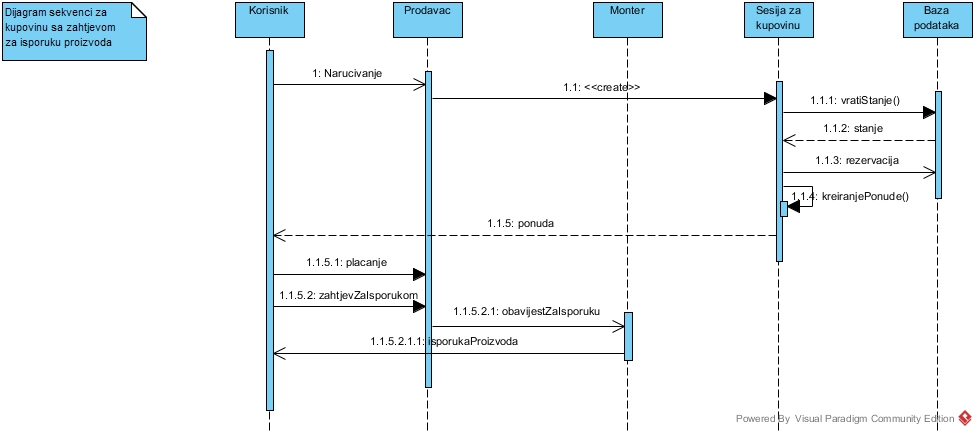 Dijagram sekvenci za
kupovinu sa zahtjevom
za isporuku proizvoda
Korisnik
Prodavac
Monter
Sesija za
kupovinu
Baza
podataka
1: Narucivanje
1.1: <<create>>
1.1.1: vratiStanje()
1.1.2: stanje
1.1.3: rezervacija
1.1.4: kreiranjePonude()
1.1.5: ponuda
1.1.5.1: placanje
1.1.5.2: zahtjevZaIsporukom
1.1.5.2.1: obavijestZaIsporuku
1.1.5.2.1.1: isporukaProizvoda
Powered By Visual Paradigm Community Edition